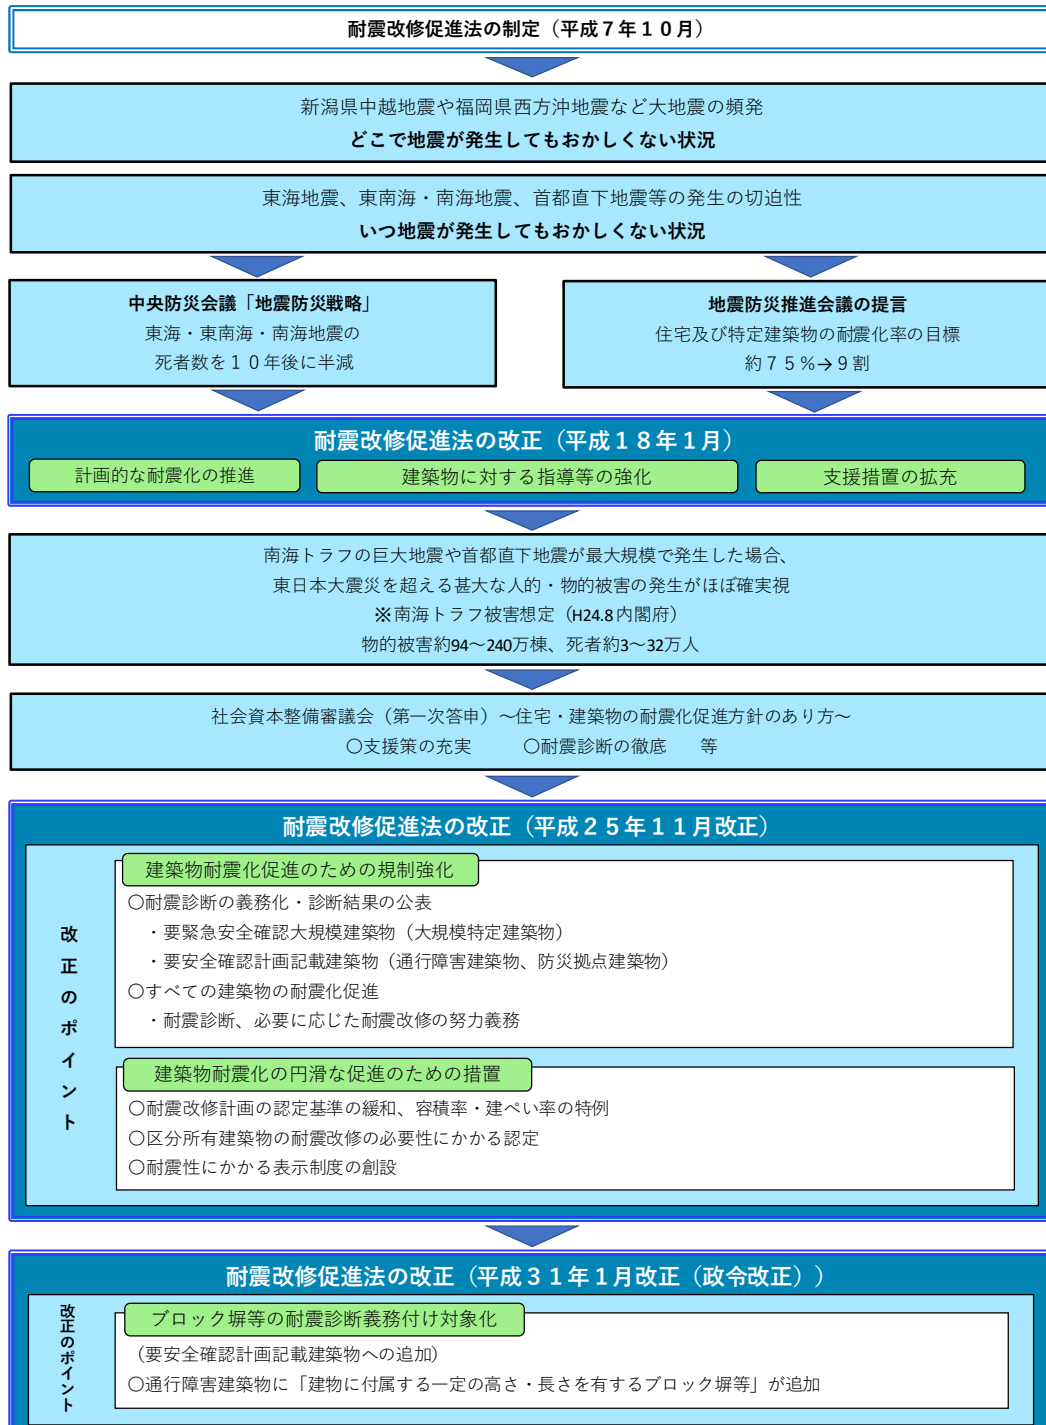 耐震改修促進法の制定（平成７年１０月）
新潟県中越地震や福岡県西方沖地震など大地震の頻発
どこで地震が発生してもおかしくない状況
東海地震、東南海・南海地震、首都直下地震等の発生の切迫性
いつ地震が発生してもおかしくない状況
中央防災会議「地震防災戦略」
東海・東南海・南海地震の
死者数を１０年後に半減
地震防災推進会議の提言
住宅及び特定建築物の耐震化率の目標
約７５％→９割
耐震改修促進法の改正（平成１８年１月）
計画的な耐震化の推進
建築物に対する指導等の強化
支援措置の拡充
南海トラフの巨大地震や首都直下地震が最大規模で発生した場合、
東日本大震災を超える甚大な人的・物的被害の発生がほぼ確実視
※南海トラフ被害想定（H24.8内閣府）
物的被害約94～240万棟、死者約3～32万人
社会資本整備審議会（第一次答申）～住宅・建築物の耐震化促進方針のあり方～
〇支援策の充実　　〇耐震診断の徹底　等
耐震改修促進法の改正（平成２５年１１月改正）
改正のポイント
建築物耐震化促進のための規制強化
〇耐震診断の義務化・診断結果の公表
・要緊急安全確認大規模建築物（大規模特定建築物）
・要安全確認計画記載建築物（通行障害建築物、防災拠点建築物）
〇すべての建築物の耐震化促進
・耐震診断、必要に応じた耐震改修の努力義務
建築物耐震化の円滑な促進のための措置
〇耐震改修計画の認定基準の緩和、容積率・建ぺい率の特例
〇区分所有建築物の耐震改修の必要性にかかる認定
〇耐震性にかかる表示制度の創設
耐震改修促進法の改正（平成３１年１月改正（政令改正））
改正のポイント
ブロック塀等の耐震診断義務付け対象化
（要安全確認計画記載建築物への追加）
〇通行障害建築物に「建物に付属する一定の高さ・長さを有するブロック塀等」が追加